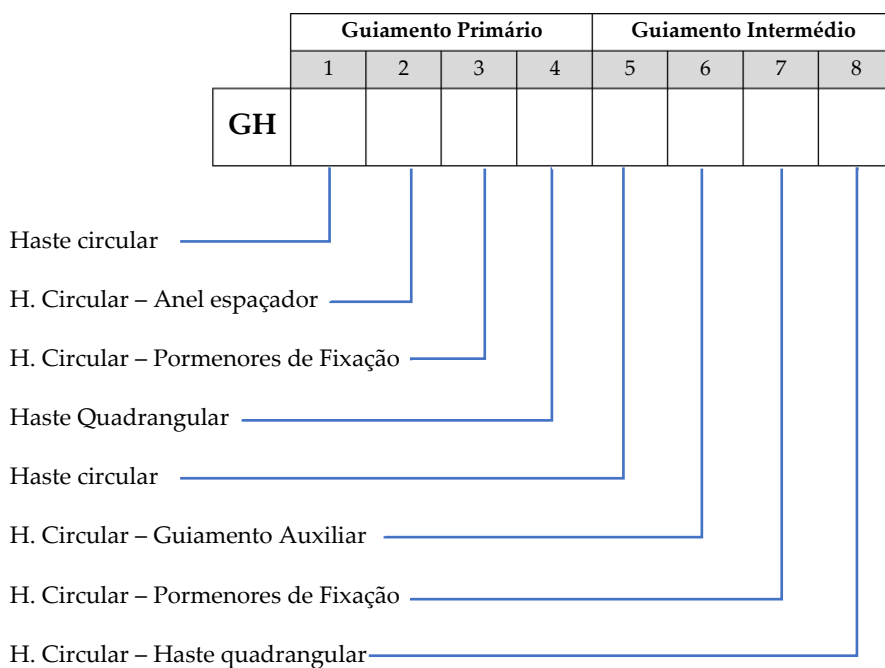 Guiamento Primário Guiamento Intermédio
1 2 3 4 5 6 7 8
GH
Haste circular
H. Circular – Anel espaçador
H. Circular – Pormenores de Fixação
Haste Quadrangular
Haste circular
H. Circular – Guiamento Auxiliar
H. Circular – Pormenores de Fixação
H. Circular – Haste quadrangular